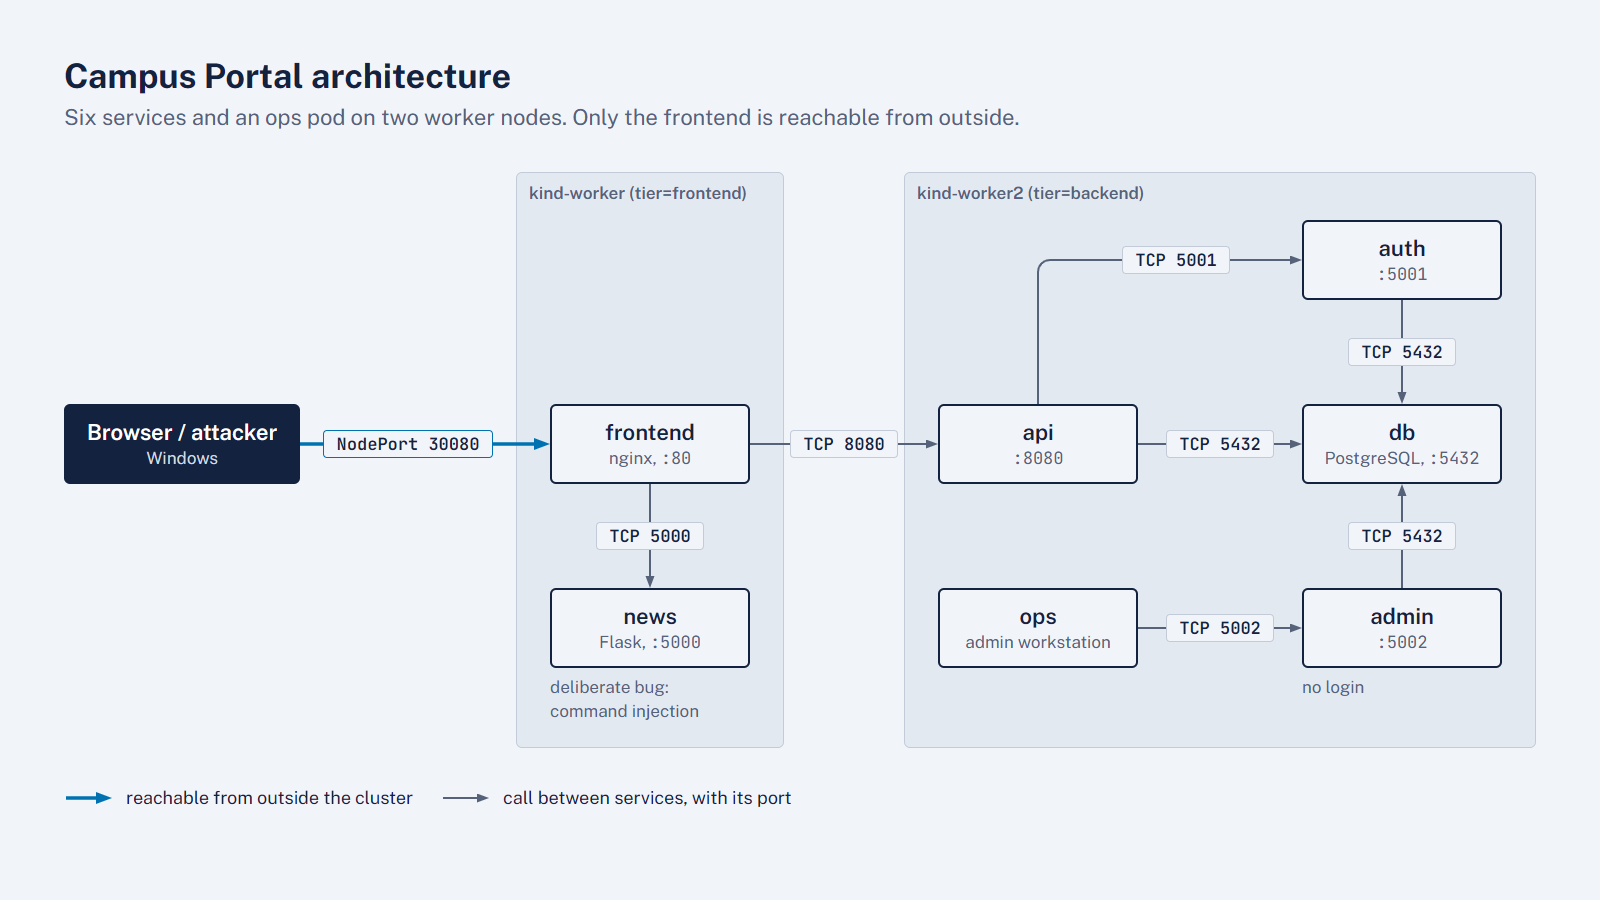 Campus Portal architecture
Six services and an ops pod on two worker nodes. Only the frontend is reachable from outside.
kind-worker (tier=frontend)
kind-worker2 (tier=backend)
auth
:5001
TCP 5001
TCP 5432
Browser / attacker
Windows
NodePort 30080
frontend
nginx, :80
TCP 8080
api
:8080
TCP 5432
db
PostgreSQL, :5432
TCP 5000
TCP 5432
news
Flask, :5000
deliberate bug:
command injection
ops
admin workstation
TCP 5002
admin
:5002
no login
reachable from outside the cluster
call between services, with its port